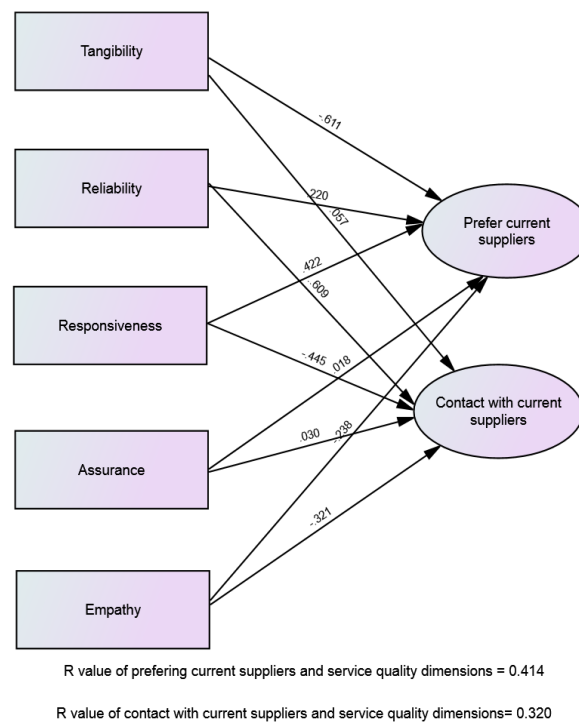 Tangibility
-.611
Reliability
.220
.057
Prefer current
suppliers
.422
.609
Responsiveness
-.445
.018
Contact with current
suppliers
Assurance
.030
-.238
-.321
Empathy
R value of prefering current suppliers and service quality dimensions = 0.414
R value of contact with current suppliers and service quality dimensions= 0.320